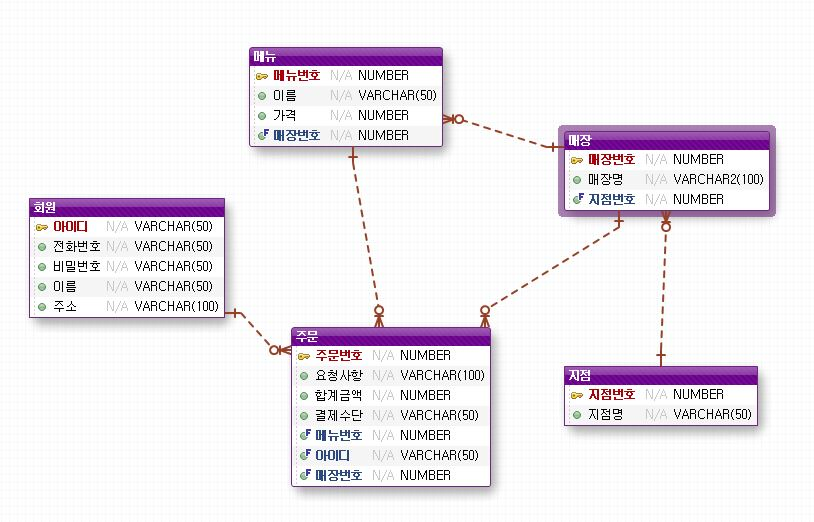 메뉴
메뉴번호 N/A NUMBER
이름 N/A VARCHAR(50)
가격 N/A NUMBER
매장번호 N/A NUMBER
매장
매장번호 N/A NUMBER
매장명 N/A VARCHAR2(100)
지점번호 N/A NUMBER
회원
아이디 N/A VARCHAR(50)
전화번호 N/A VARCHAR(50)
비밀번호 N/A VARCHAR(50)
이름 N/A VARCHAR(50)
주소 N/A VARCHAR(100)
주문
주문번호 N/A NUMBER
요청사항 N/A VARCHAR(100)
합계금액 N/A NUMBER
결제수단 N/A VARCHAR(50)
메뉴번호 N/A NUMBER
아이디 N/A VARCHAR(50)
매장번호 N/A NUMBER
지점
지점번호 N/A NUMBER
지점명 N/A VARCHAR(50)